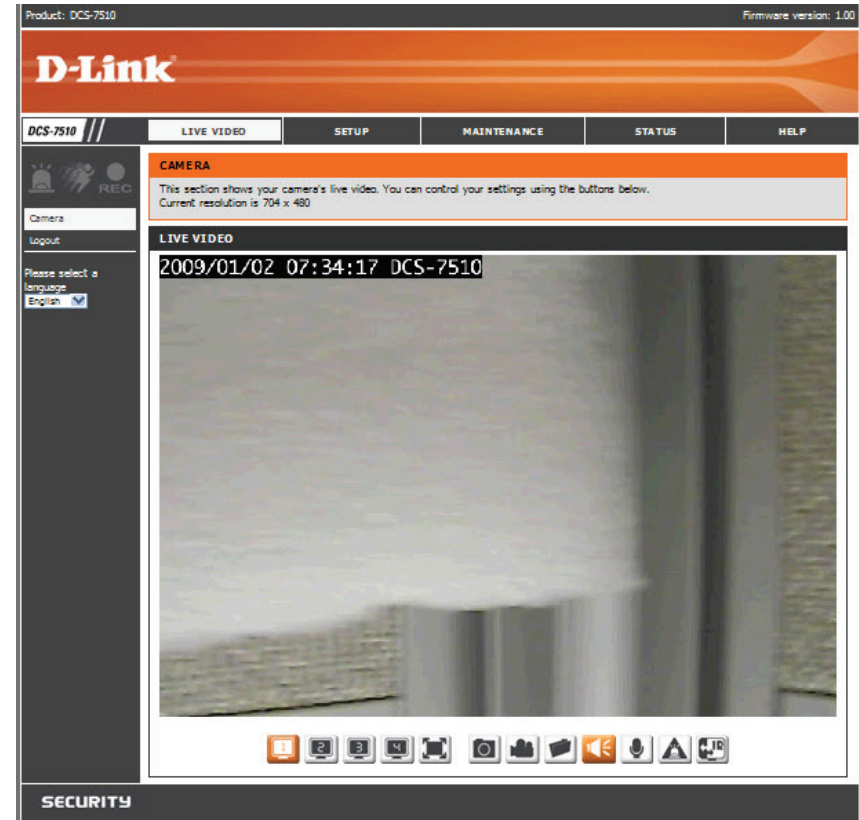 Product: DCS-7510
Firmware version: 1.00
D-Link
DCS-7510
LIVE VIDEO
SETUP
MAINTENANCE
STATUS
HELP
REC
Camera
Logout
Please select a
language
English
CAMERA
This section shows your camera's live video. You can control your settings using the buttons below.
Current resolution is 704 x 480
LIVE VIDEO
2009/01/02 07:34:17 DCS-7510
1
2
3
4
IR
SECURITY